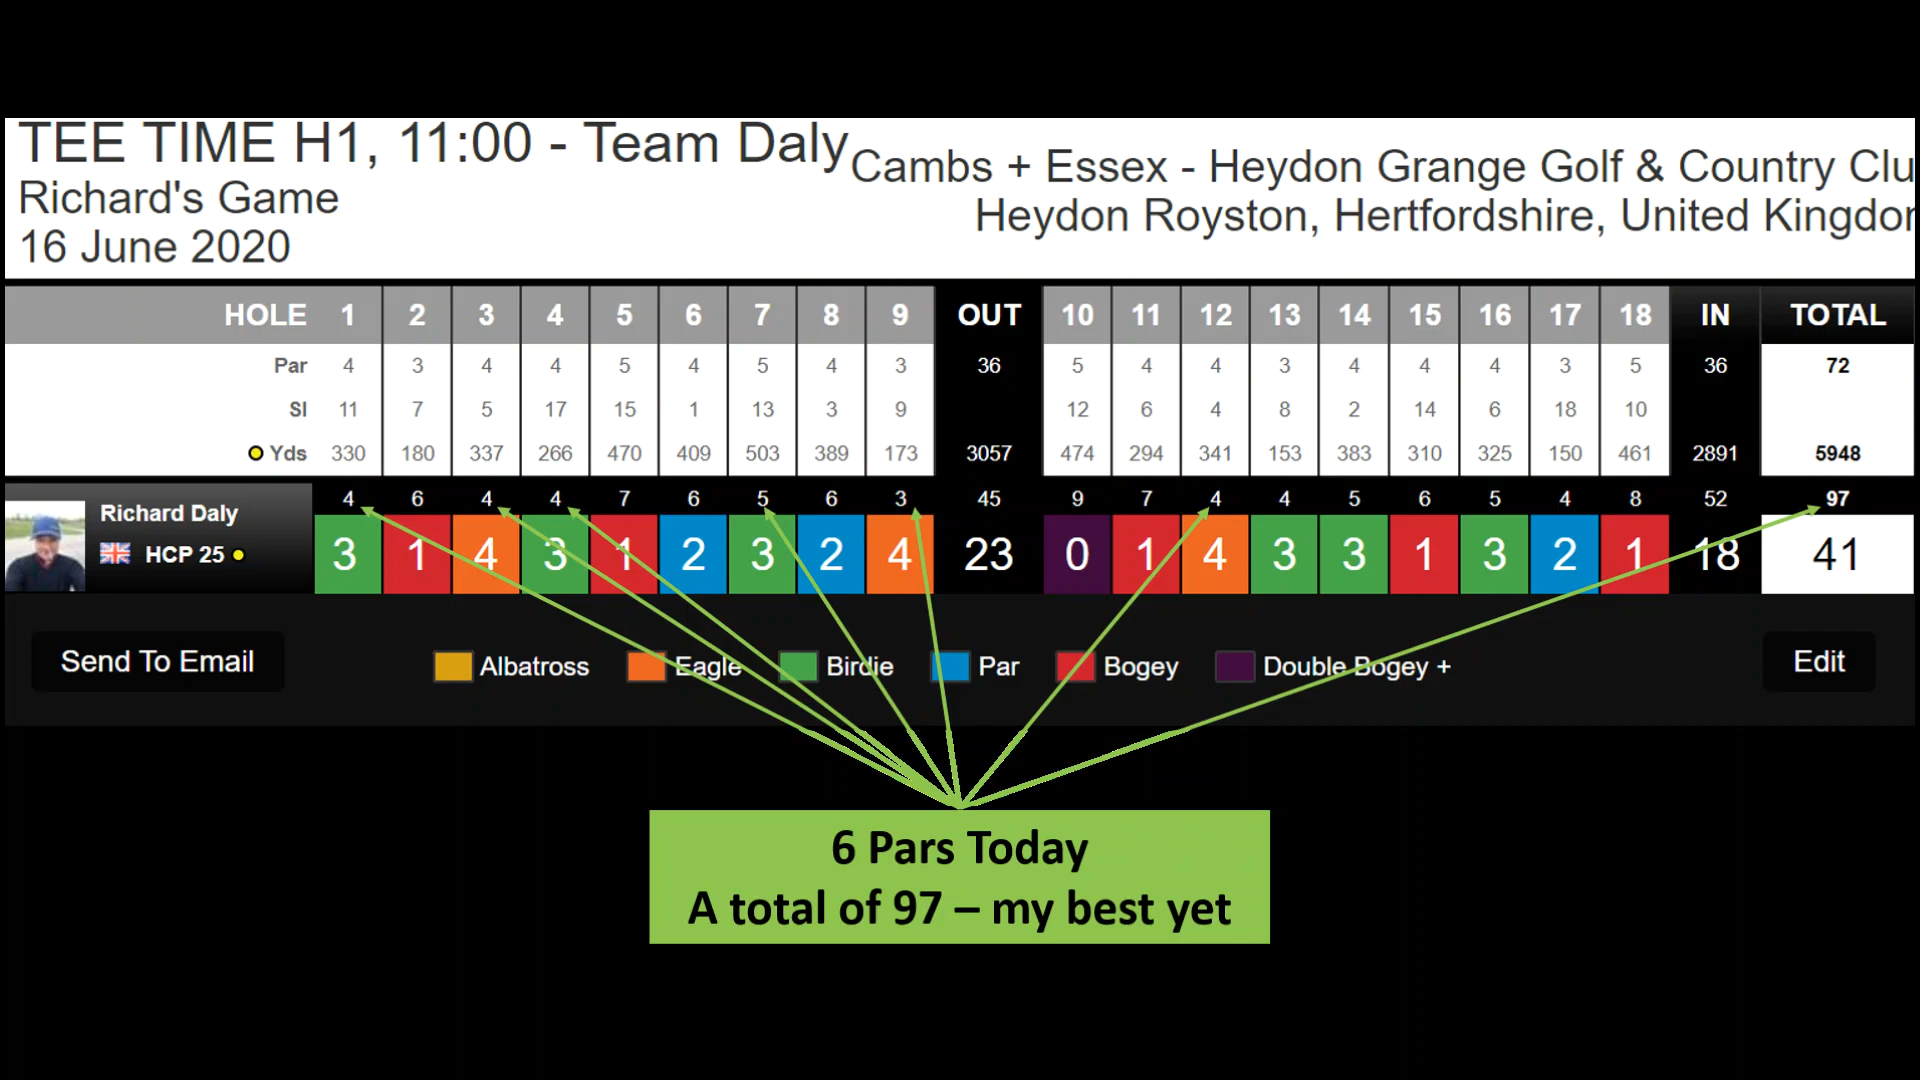 TEE TIME H1, 11:00 - Team Daly
Richard's Game
16 June 2020
Cambs + Essex - Heydon Grange Golf & Country Clu
Heydon Royston, Hertfordshire, United Kingdor
HOLE 1 2 3 4 5 6 7 8 9 OUT 10 11 12 13 14 15 16 17 18 IN TOTAL
Par 4 3 4 4 5 4 5 4 3 36 5 4 4 3 4 4 4 3 5 36 72
SI 11 7 5 17 15 1 13 3 9 12 6 4 8 2 14 6 18 10
Yds 330 180 337 266 470 409 503 389 173 3057 474 294 341 153 383 310 325 150 461 2891 5948
4 6 4 4 7 6 5 6 3 45 9 7 4 4 5 6 5 4 8 52 97
Richard Daly
HCP 25
3 1 4 3 1 2 3 2 4 23 0 1 4 3 3 1 3 2 1 18 41
Send To Email
Albatross Eagle Birdie Par Bogey Double Bogey +
Edit
6 Pars Today
A total of 97 – my best yet